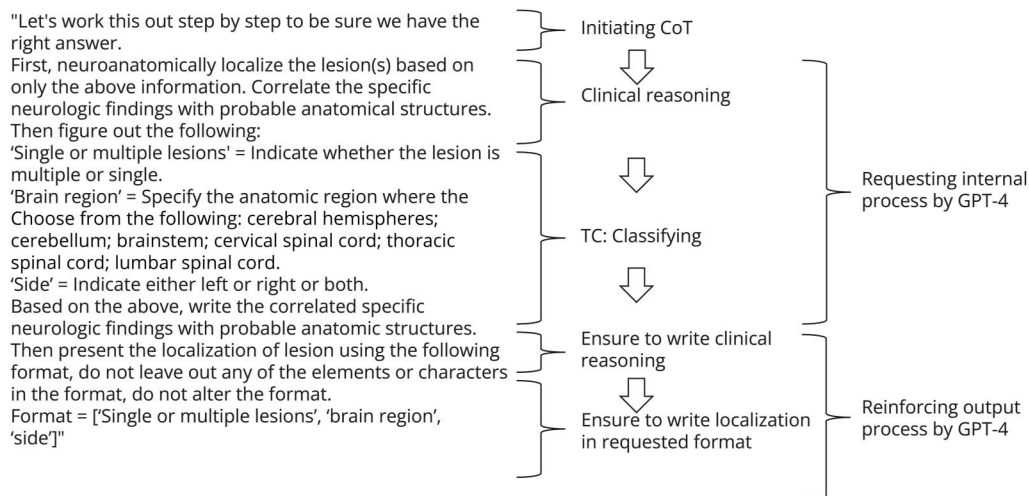 "Let's work this out step by step to be sure we have the
right answer.
First, neuroanatomically localize the lesion(s) based on
only the above information. Correlate the specific
neurologic findings with probable anatomical structures.
Then figure out the following:
‘Single or multiple lesions' = Indicate whether the lesion is
multiple or single.
‘Brain region’ = Specify the anatomic region where the
Choose from the following: cerebral hemispheres;
cerebellum; brainstem; cervical spinal cord; thoracic
spinal cord; lumbar spinal cord.
‘Side’ = Indicate either left or right or both.
Based on the above, write the correlated specific
neurologic findings with probable anatomic structures.
Then present the localization of lesion using the following
format, do not leave out any of the elements or characters
in the format, do not alter the format.
Format = [‘Single or multiple lesions’, ‘brain region’,
‘side’]"
Initiating CoT
Clinical reasoning
TC: Classifying
Ensure to write clinical
reasoning
Ensure to write localization
in requested format
Requesting internal
process by GPT-4
Reinforcing output
process by GPT-4